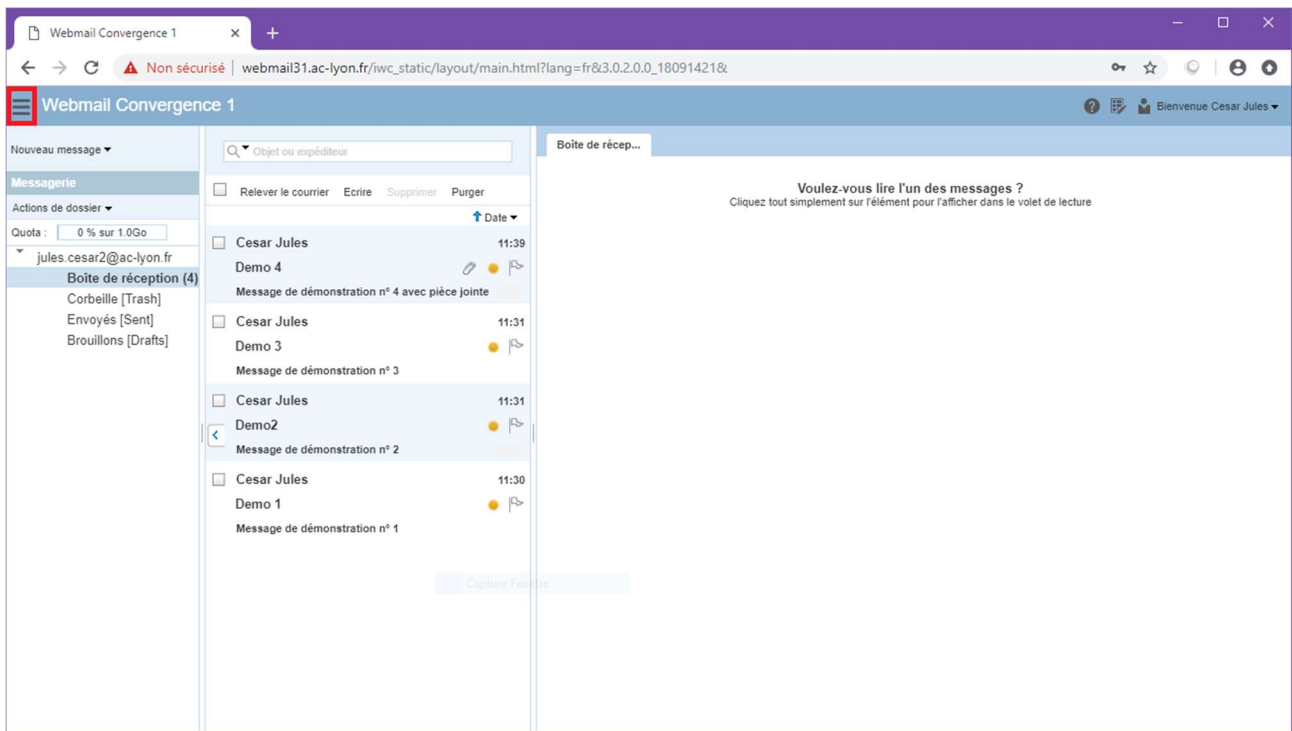 Webmail Convergence 1
Non sécurisé | webmail31.ac-lyon.fr/iwc_static/layout/main.html?lang=fr&3.0.2.0.0_18091421&
Webmail Convergence 1
Bienvenue Cesar Jules
Nouveau message
Messagerie
Actions de dossier
Quota : 0 % sur 1.0Go
jules.cesar2@ac-lyon.fr
Boîte de réception (4)
Corbeille [Trash]
Envoyés [Sent]
Brouillons [Drafts]
Objet ou expéditeur
Relever le courrier Ecrire Supprimer Purger
Date
Cesar Jules 11:39
Demo 4
Message de démonstration n° 4 avec pièce jointe
Cesar Jules 11:31
Demo 3
Message de démonstration n° 3
Cesar Jules 11:31
Demo2
Message de démonstration n° 2
Cesar Jules 11:30
Demo 1
Message de démonstration n° 1
Capture Fenêtre
Boîte de récep...
Voulez-vous lire l'un des messages ?
Cliquez tout simplement sur l'élément pour l'afficher dans le volet de lecture